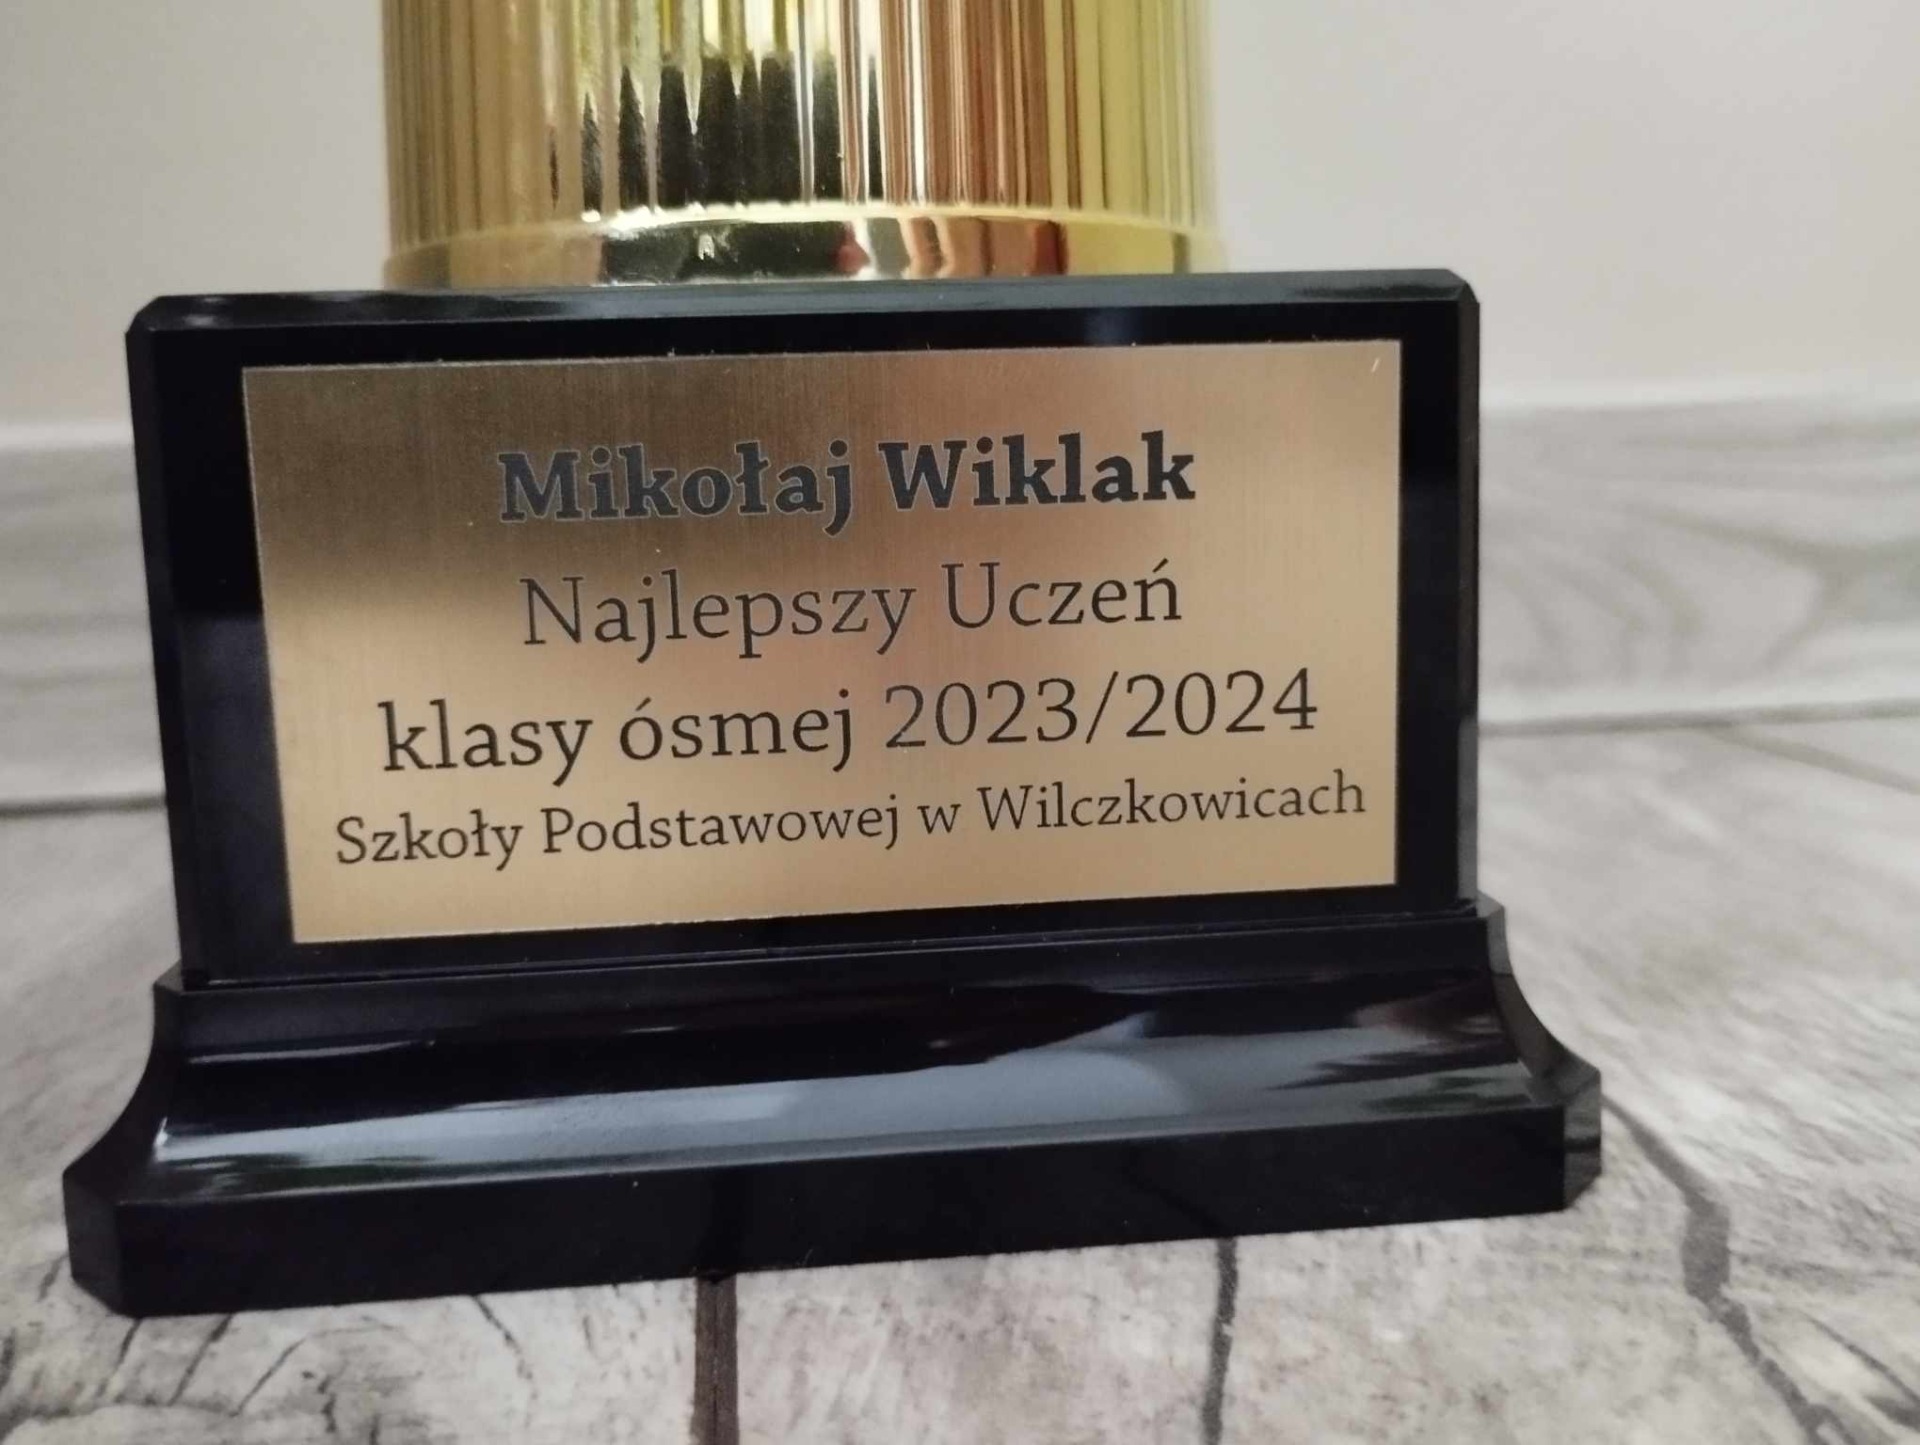 Mikołaj Wiklak
Najlepszy Uczeń
klasy ósmej 2023/2024
Szkoły Podstawowej w Wilczkowicach